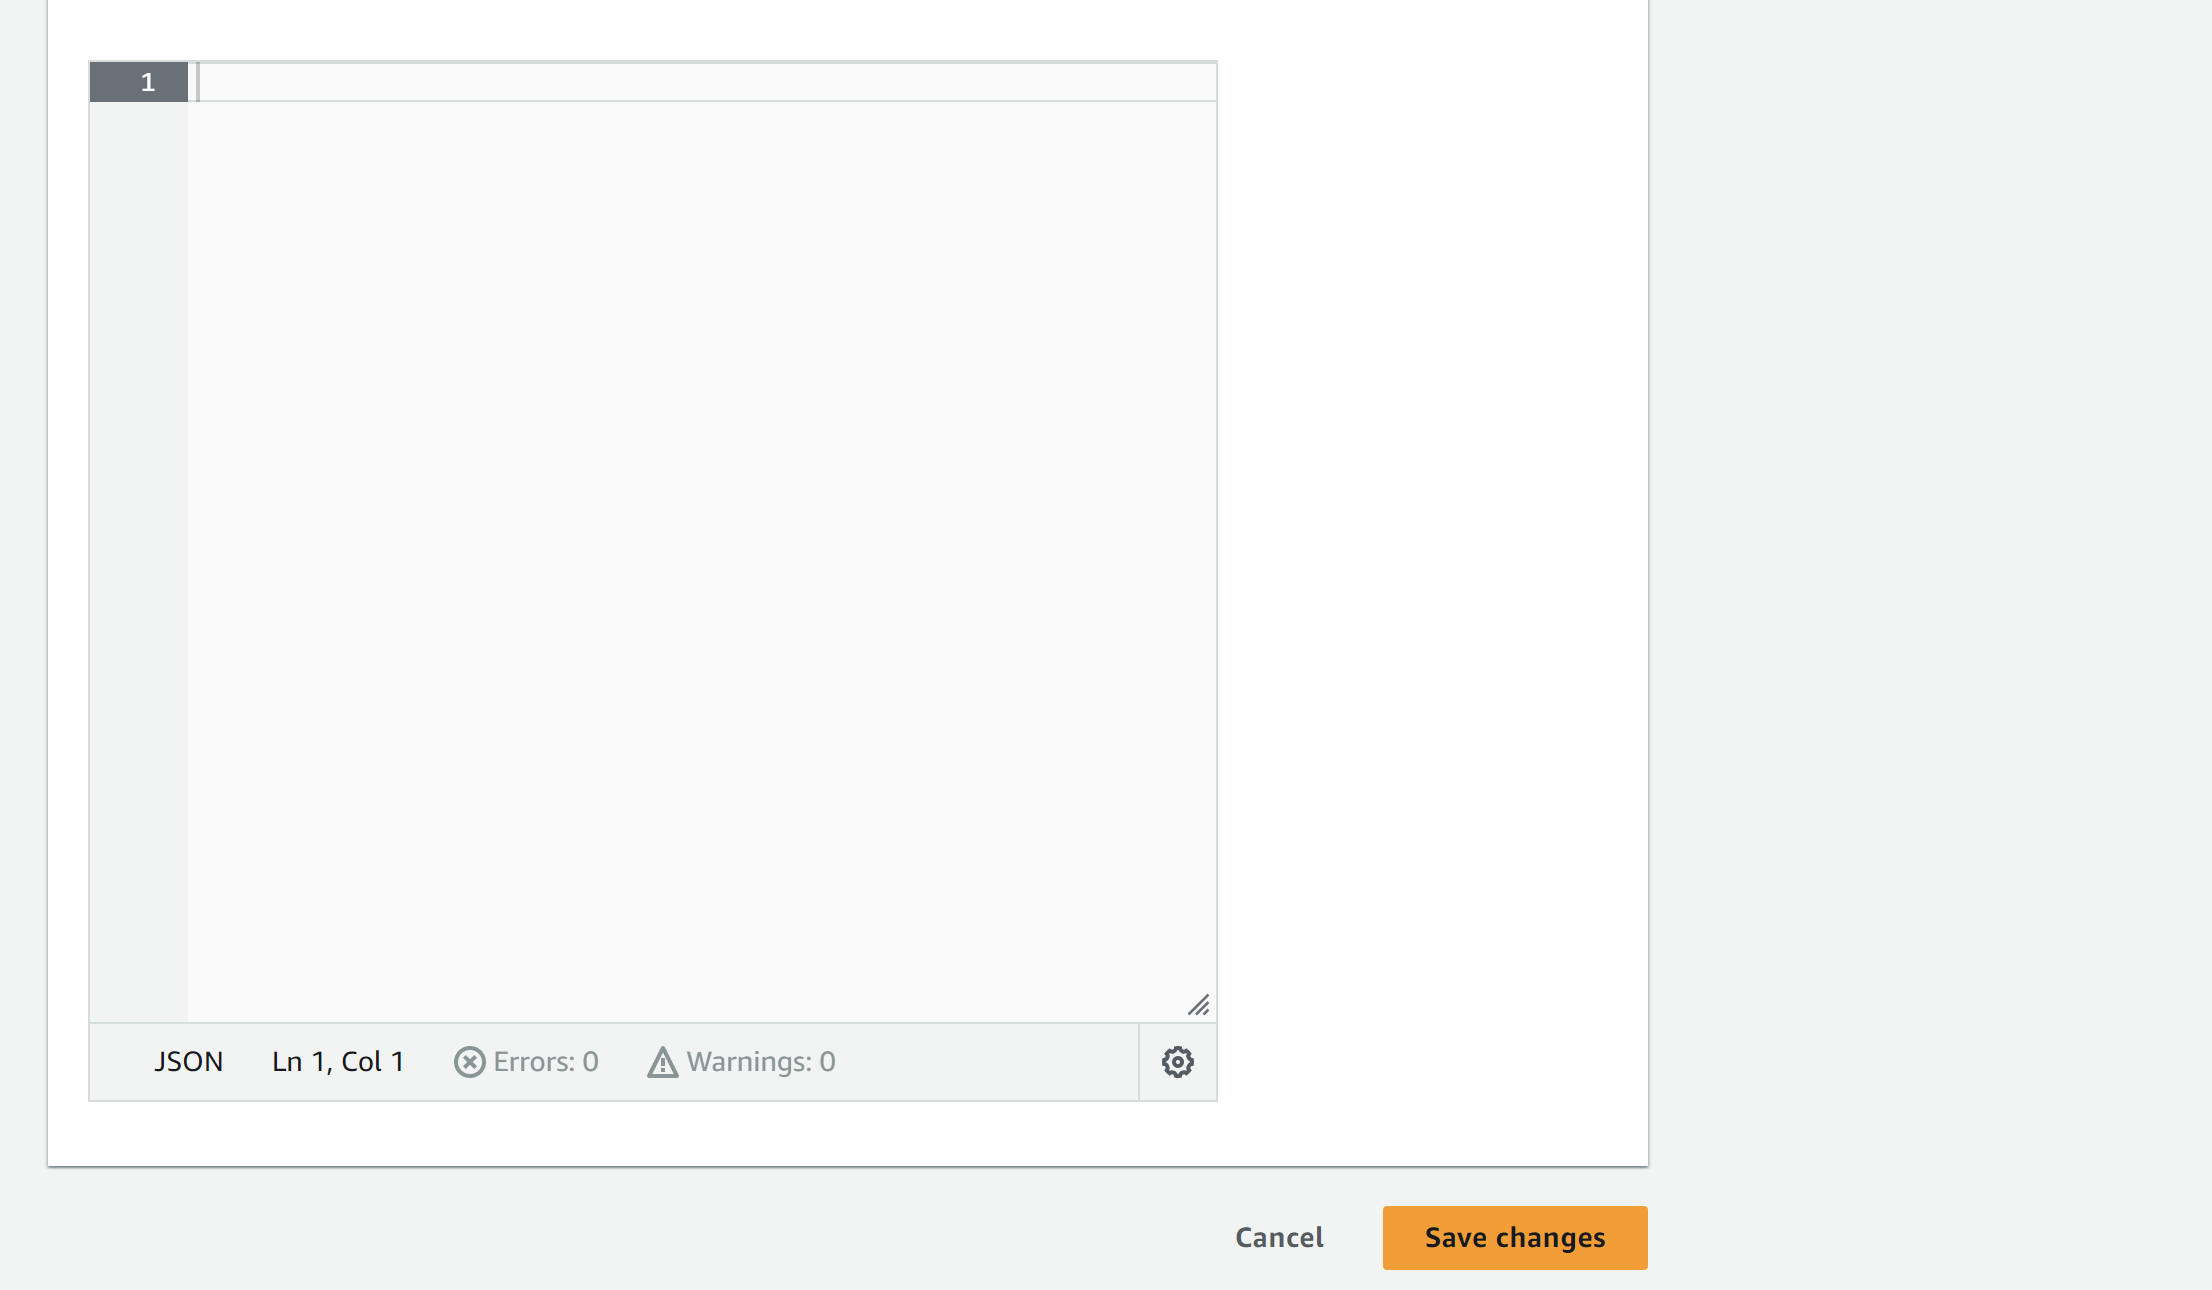 1
JSON Ln 1, Col 1 Errors: 0 Warnings: 0
Cancel Save changes